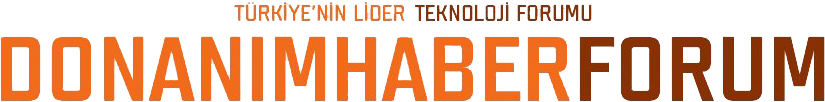 TÜRKİYE'NİN LİDER TEKNOLOJİ FORUMU
DONANIMHABERFORUM